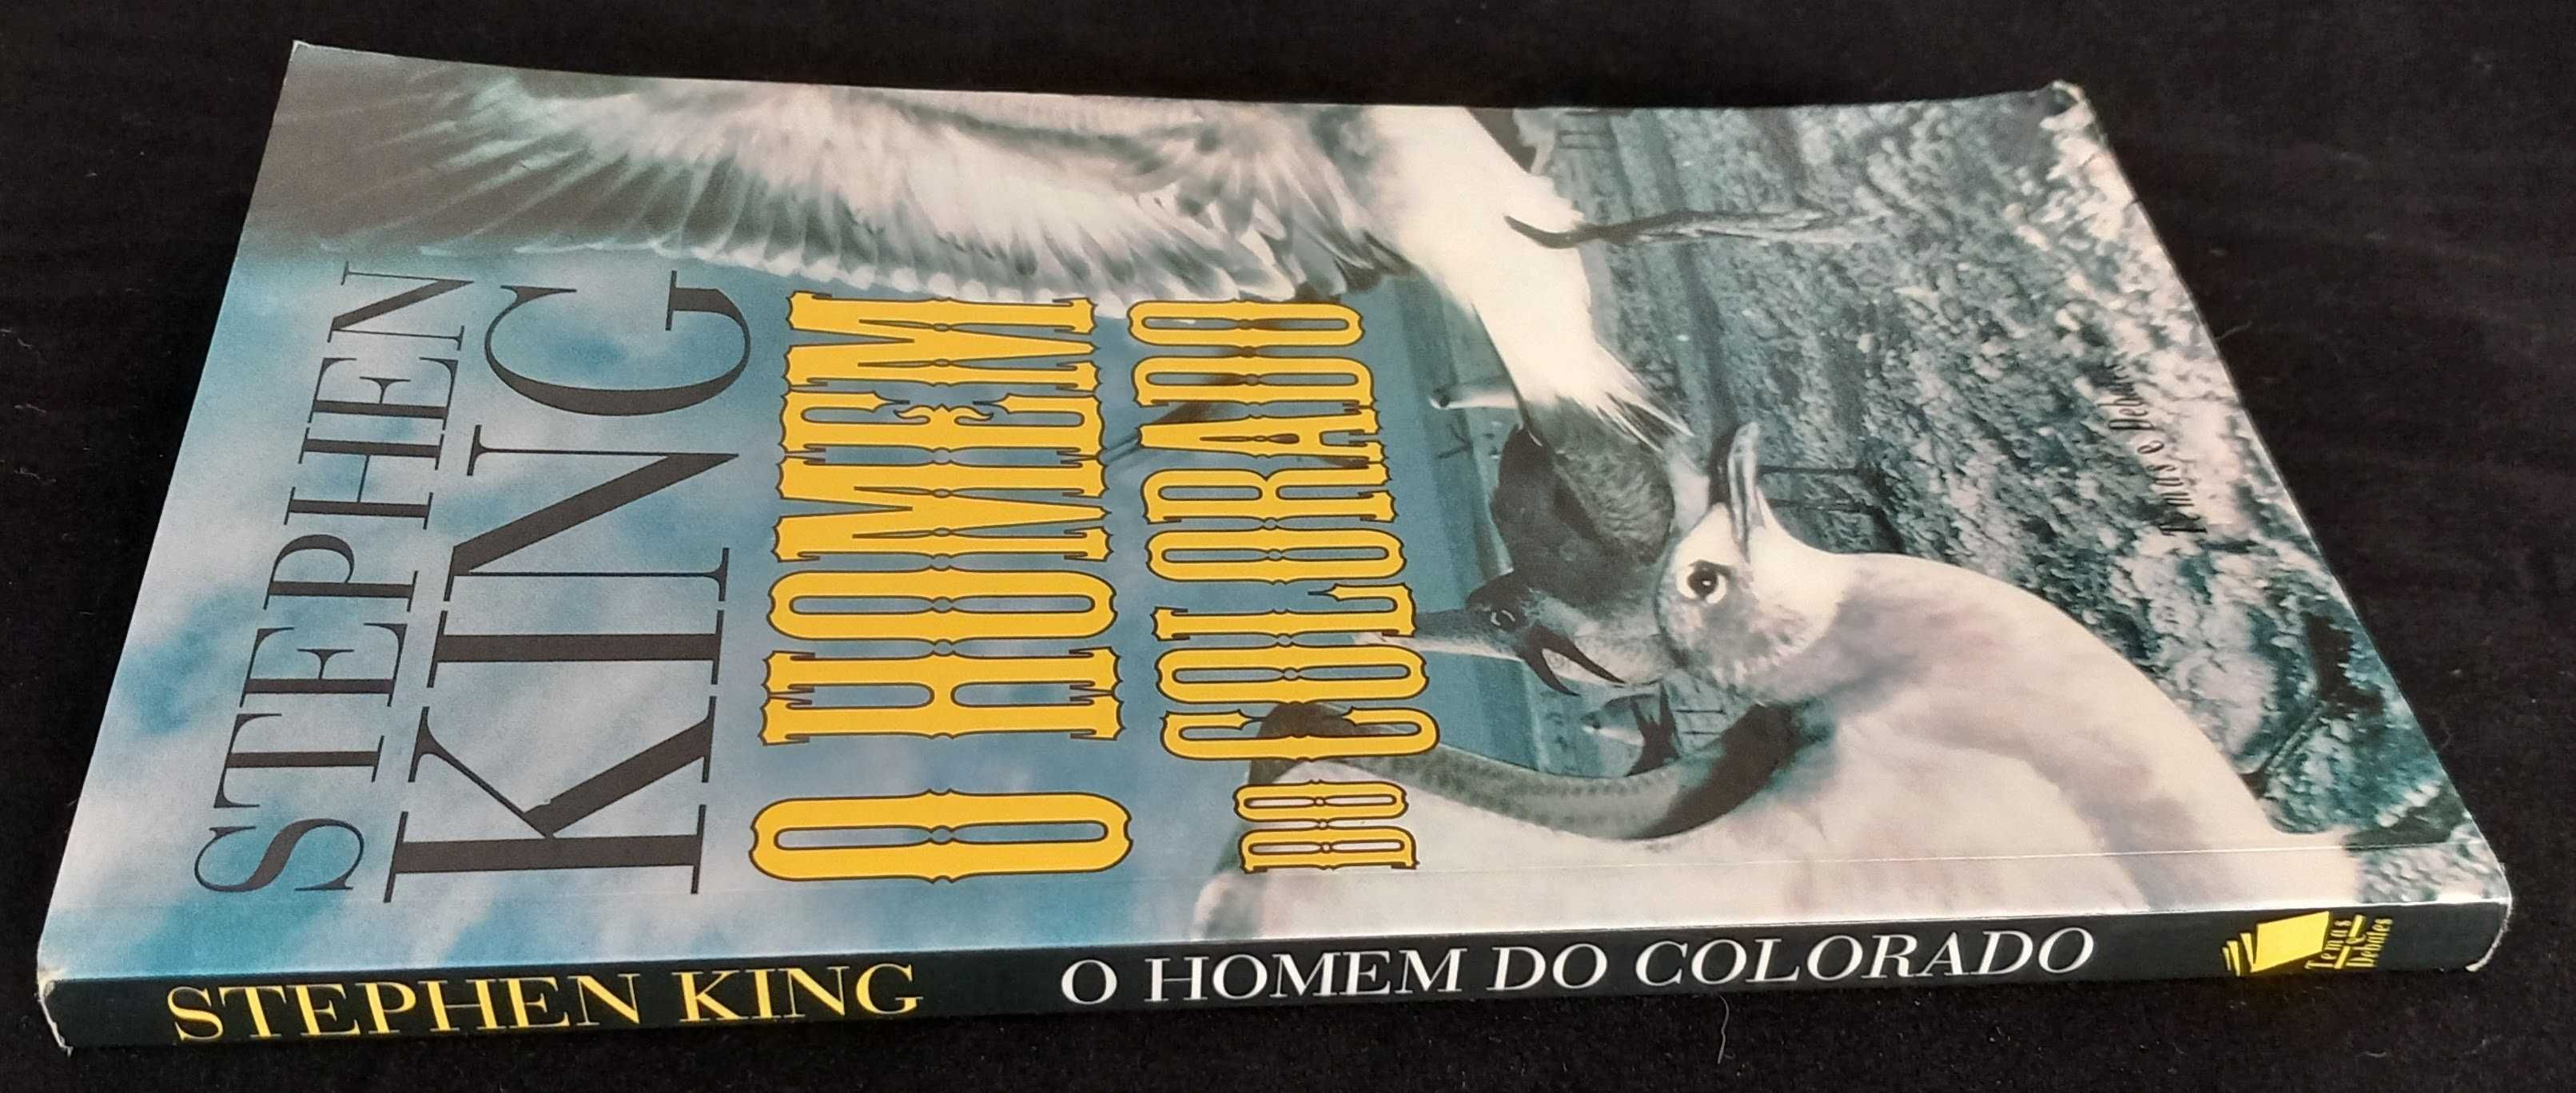 STEPHEN
KING
O HOMEM
DO COLORADO
Temas e Debates
STEPHEN KING O HOMEM DO COLORADO
Temas
e
Debates